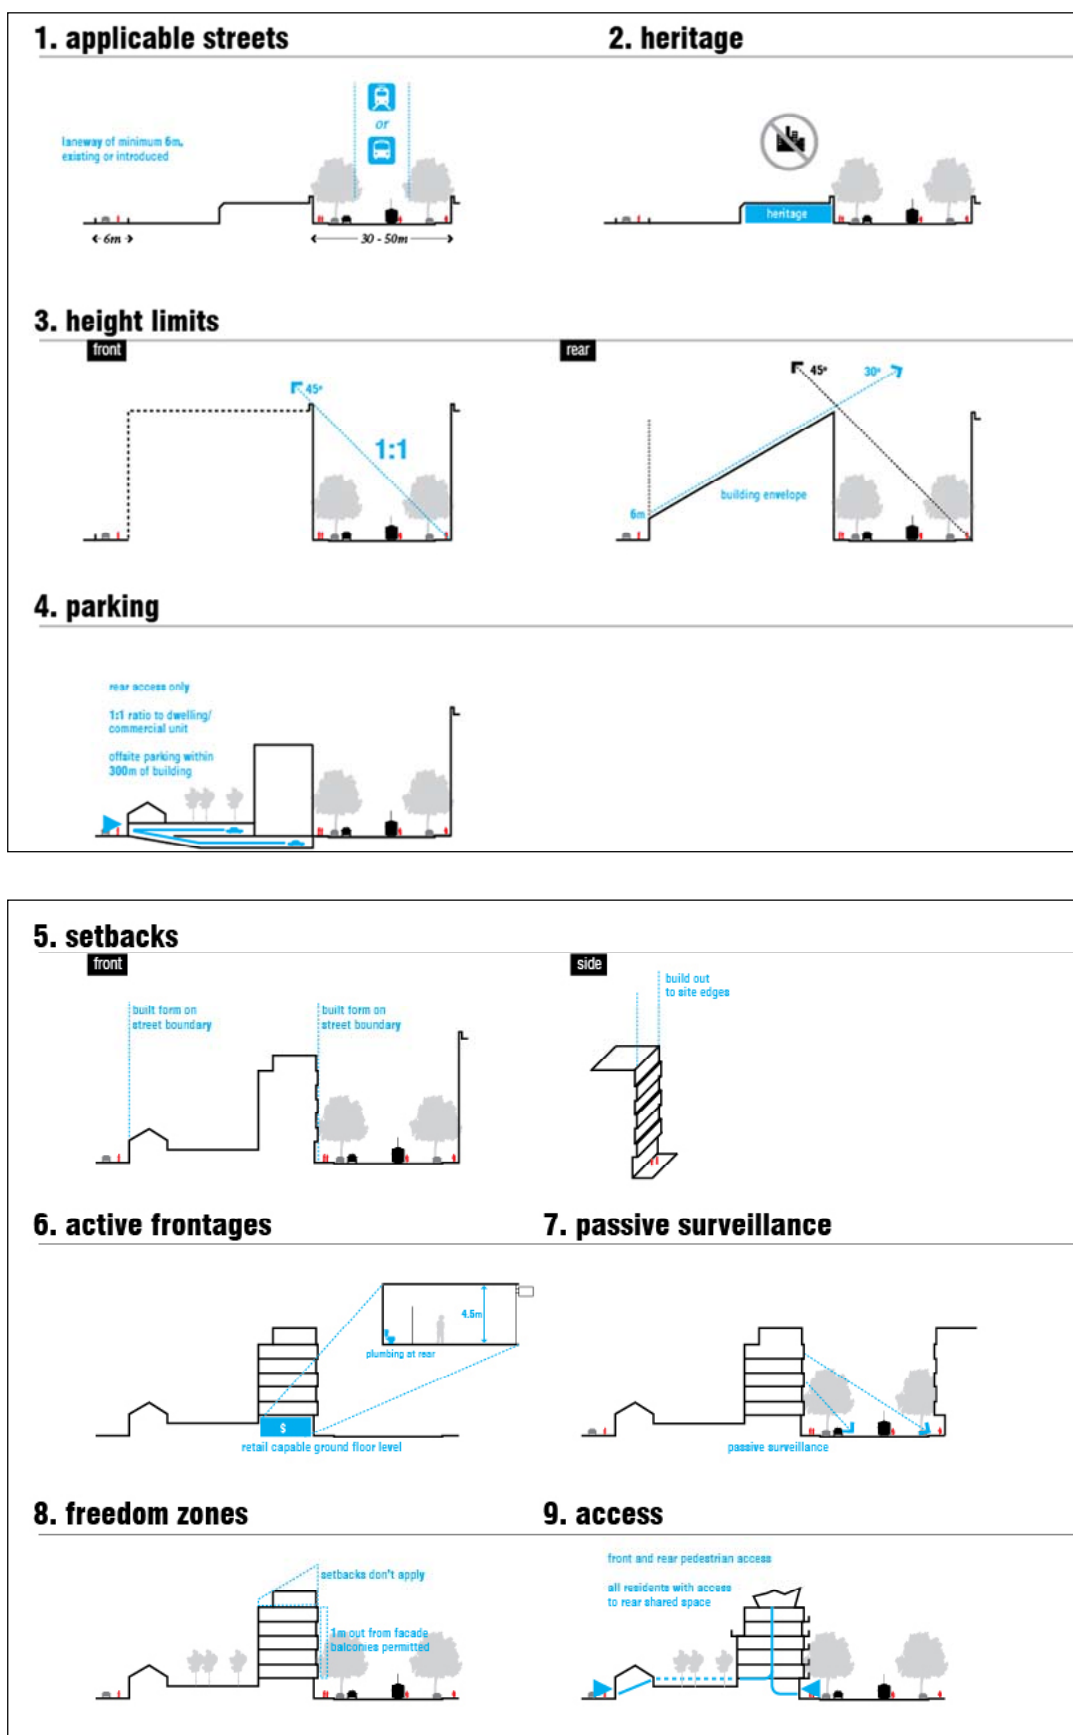 1. applicable streets
2. heritage
or
laneway of minimum 6m,
existing or introduced
heritage
6m
30 - 50m
3. height limits
front
rear
45º
1:1
45º
30º
building envelope
6m
4. parking
rear access only
1:1 ratio to dwelling/
commercial unit
offsite parking within
300m of building
5. setbacks
front
side
built form on
street boundary
built form on
street boundary
build out
to site edges
6. active frontages
7. passive surveillance
4.5m
plumbing at rear
$
retail capable ground floor level
passive surveillance
8. freedom zones
9. access
setbacks don't apply
1m out from facade
balconies permitted
front and rear pedestrian access
all residents with access
to rear shared space